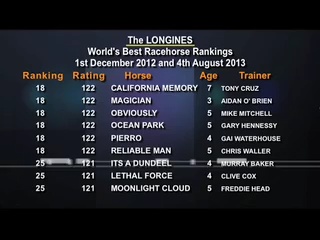 The LONGINES
World's Best Racehorse Rankings
1st December 2012 and 4th August 2013
Ranking Rating Horse Age Trainer
18 122 CALIFORNIA MEMORY 7 TONY CRUZ
18 122 MAGICIAN 3 AIDAN O' BRIEN
18 122 OBVIOUSLY 5 MIKE MITCHELL
18 122 OCEAN PARK 5 GARY HENNESSY
18 122 PIERRO 4 GAI WATERHOUSE
18 122 RELIABLE MAN 5 CHRIS WALLER
25 121 ITS A DUNDEEL 4 MURRAY BAKER
25 121 LETHAL FORCE 4 CLIVE COX
25 121 MOONLIGHT CLOUD 5 FREDDIE HEAD